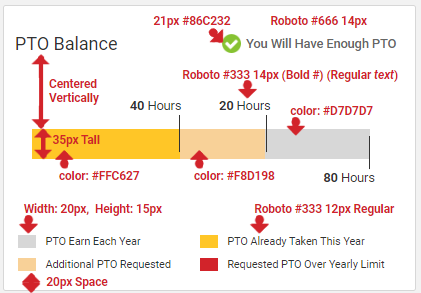 21px #86C232 Roboto #666 14px
PTO Balance You Will Have Enough PTO
Centered
Vertically
Roboto #333 14px (Bold #) (Regular text)
40 Hours 20 Hours
color: #D7D7D7
35px Tall
color: #FFC627 color: #F8D198 80 Hours
Width: 20px, Height: 15px Roboto #333 12px Regular
PTO Earn Each Year PTO Already Taken This Year
Additional PTO Requested Requested PTO Over Yearly Limit
20px Space